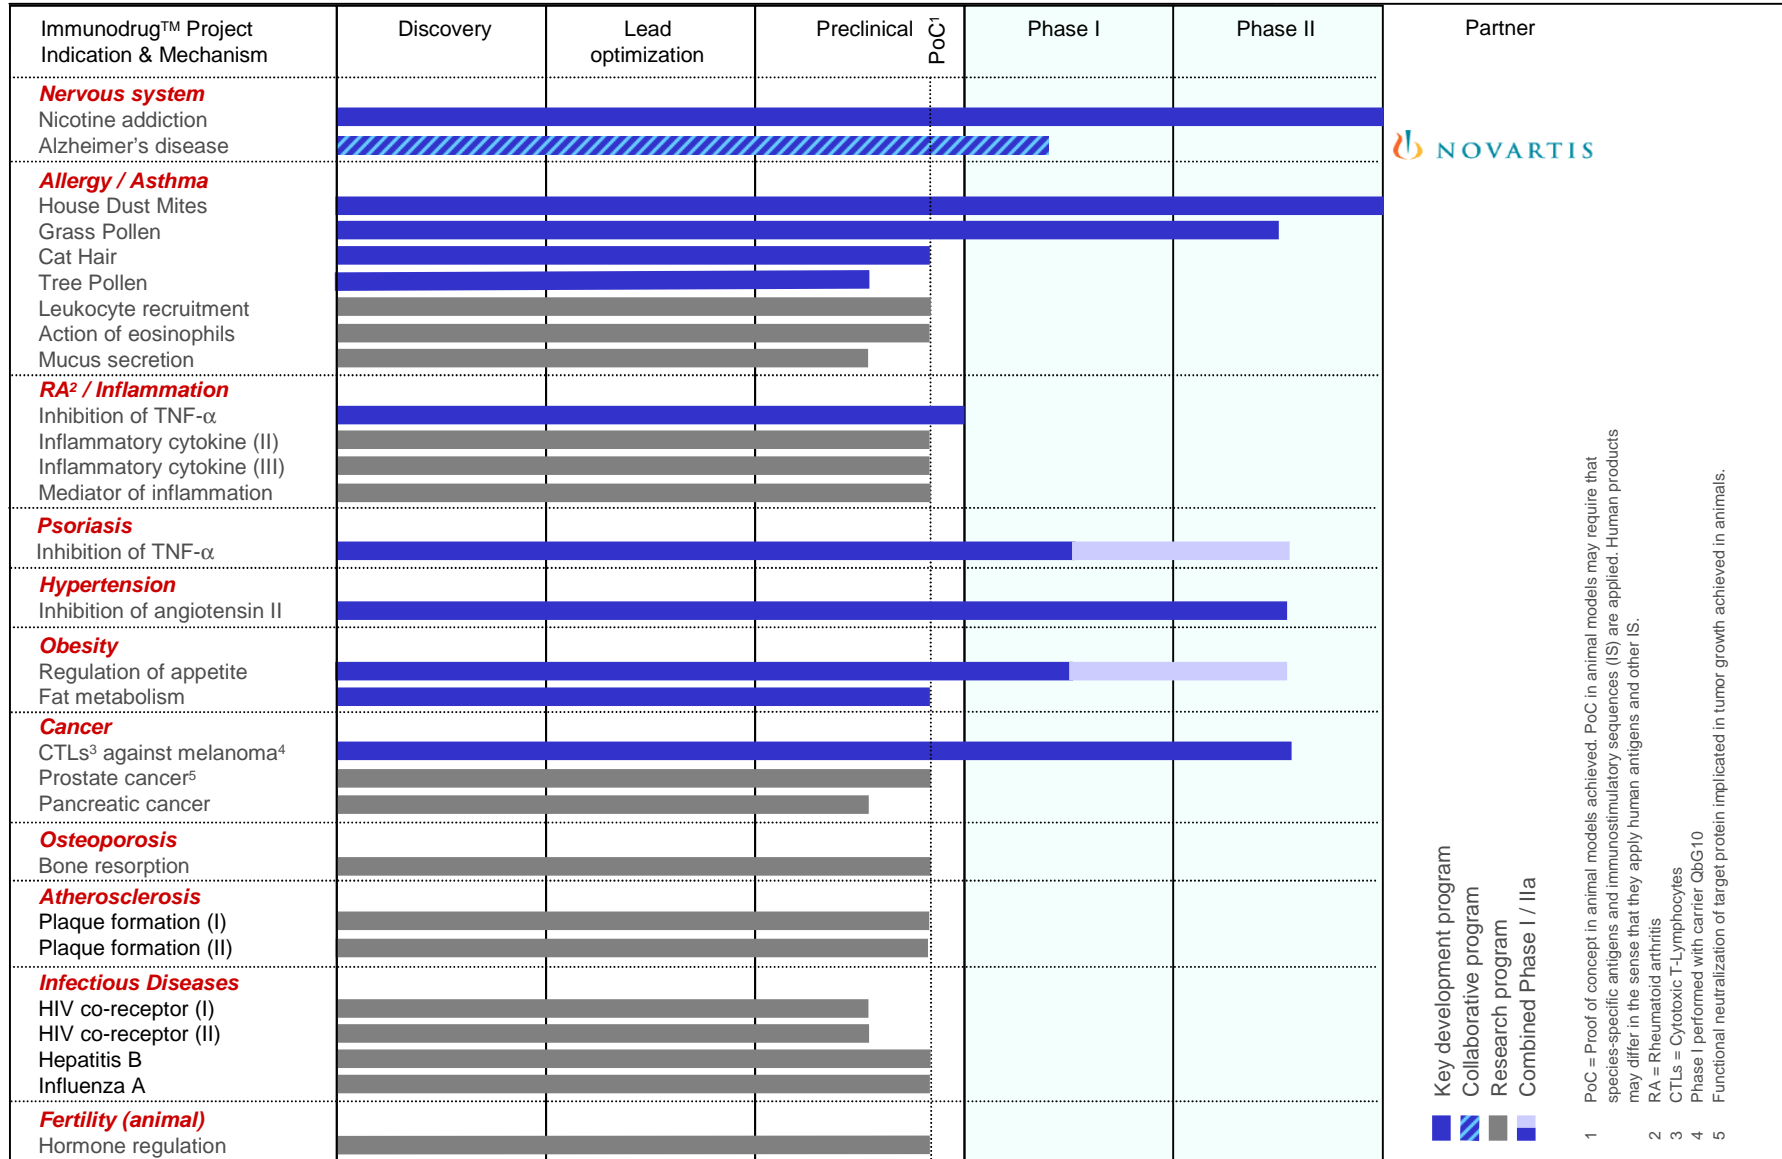 Immunodrug™ Project
Indication & Mechanism
Discovery
Lead
optimization
Preclinical
PoC¹
Phase I
Phase II
Partner
Nervous system
Nicotine addiction
Alzheimer's disease
NOVARTIS
Allergy / Asthma
House Dust Mites
Grass Pollen
Cat Hair
Tree Pollen
Leukocyte recruitment
Action of eosinophils
Mucus secretion
RA² / Inflammation
Inhibition of TNF-α
Inflammatory cytokine (II)
Inflammatory cytokine (III)
Mediator of inflammation
Psoriasis
Inhibition of TNF-α
Hypertension
Inhibition of angiotensin II
Obesity
Regulation of appetite
Fat metabolism
Cancer
CTLs³ against melanoma⁴
Prostate cancer⁵
Pancreatic cancer
Osteoporosis
Bone resorption
Atherosclerosis
Plaque formation (I)
Plaque formation (II)
Infectious Diseases
HIV co-receptor (I)
HIV co-receptor (II)
Hepatitis B
Influenza A
Fertility (animal)
Hormone regulation
Key development program
Collaborative program
Research program
Combined Phase I / IIa
1 PoC = Proof of concept in animal models achieved. PoC in animal models may require that
species-specific antigens and immunostimulatory sequences (IS) are applied. Human products
may differ in the sense that they apply human antigens and other IS.
2 RA = Rheumatoid arthritis
3 CTLs = Cytotoxic T-Lymphocytes
4 Phase I performed with carrier QbG10
5 Functional neutralization of target protein implicated in tumor growth achieved in animals.